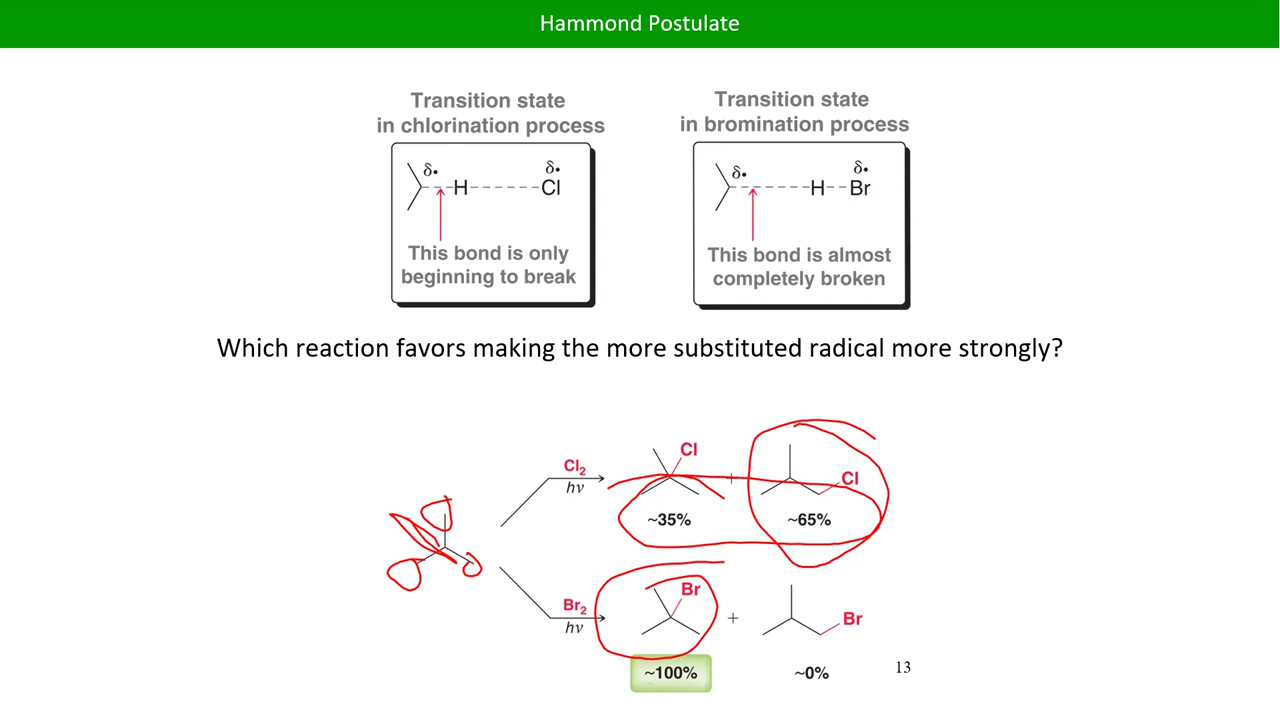 Hammond Postulate
Transition state
in chlorination process
δ•
δ•
H
Cl
This bond is only
beginning to break
Transition state
in bromination process
δ•
δ•
H
Br
This bond is almost
completely broken
Which reaction favors making the more substituted radical more strongly?
Cl2
hν
Cl
+
Cl
~35%
~65%
Br2
hν
Br
+
Br
~100%
~0%
13